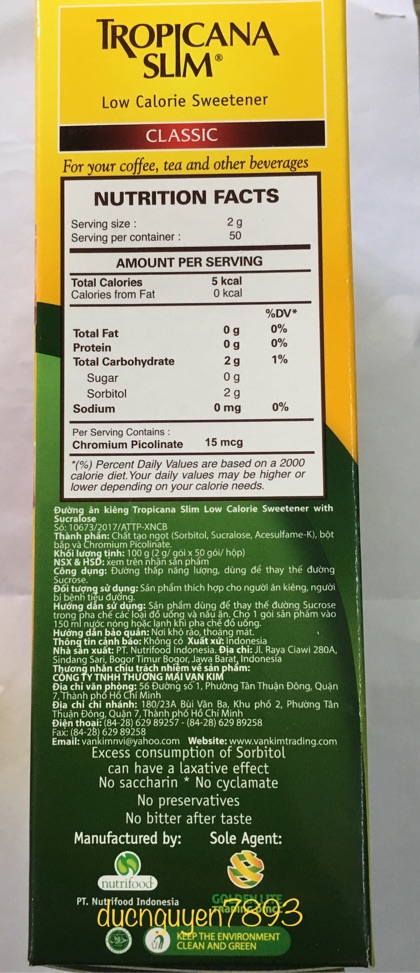 TROPICANA
SLIM®
Low Calorie Sweetener
CLASSIC
For your coffee, tea and other beverages
NUTRITION FACTS
Serving size : 2 g
Serving per container : 50
AMOUNT PER SERVING
Total Calories 5 kcal
Calories from Fat 0 kcal
%DV*
Total Fat 0 g 0%
Protein 0 g 0%
Total Carbohydrate 2 g 1%
Sugar 0 g
Sorbitol 2 g
Sodium 0 mg 0%
Per Serving Contains :
Chromium Picolinate 15 mcg
*(%) Percent Daily Values are based on a 2000
calorie diet.Your daily values may be higher or
lower depending on your calorie needs.
Đường ăn kiêng Tropicana Slim Low Calorie Sweetener with
Sucralose
Số: 10673/2017/ATTP-XNCB
Thành phần: Chất tạo ngọt (Sorbitol, Sucralose, Acesulfame-K), bột
bắp và Chromium Picolinate.
Khối lượng tịnh: 100 g (2 g/ gói x 50 gói/ hộp)
NSX & HSD: xem trên nhãn sản phẩm
Công dụng: Đường thấp năng lượng, dùng để thay thế đường
Sucrose.
Đối tượng sử dụng: Sản phẩm thích hợp cho người ăn kiêng, người
bị bệnh tiểu đường.
Hướng dẫn sử dụng: Sản phẩm dùng để thay thế đường Sucrose
trong pha chế các loại đồ uống và nấu ăn. Cho 1 gói sản phẩm vào
150 ml nước nóng hoặc lạnh khi pha chế đồ uống.
Hướng dẫn bảo quản: Nơi khô ráo, thoáng mát.
Thông tin cảnh báo: Không có Xuất xứ: Indonesia
Nhà sản xuất: PT. Nutrifood Indonesia. Địa chỉ: Jl. Raya Ciawi 280A,
Sindang Sari, Bogor Timur Bogor, Jawa Barat, Indonesia
Thương nhân chịu trách nhiệm về sản phẩm:
CÔNG TY TNHH THƯƠNG MẠI VẠN KIM
Địa chỉ văn phòng: 56 Đường số 1, Phường Tân Thuận Đông, Quận
7, Thành phố Hồ Chí Minh
Địa chỉ chi nhánh: 180/23A Bùi Văn Ba, Khu phố 2, Phường Tân
Thuận Đông, Quận 7, Thành phố Hồ Chí Minh
Điện thoại: (84-28) 629 89257 - (84-28) 629 89258
Fax: (84-28) 629 89258
Email: vankimnvi@yahoo.com Website: www.vankimtrading.com
Excess consumption of Sorbitol
can have a laxative effect
No saccharin * No cyclamate
No preservatives
No bitter after taste
Manufactured by: Sole Agent:
nutrifood
PT. Nutrifood Indonesia
ducnguyen7893
KEEP THE ENVIRONMENT
CLEAN AND GREEN